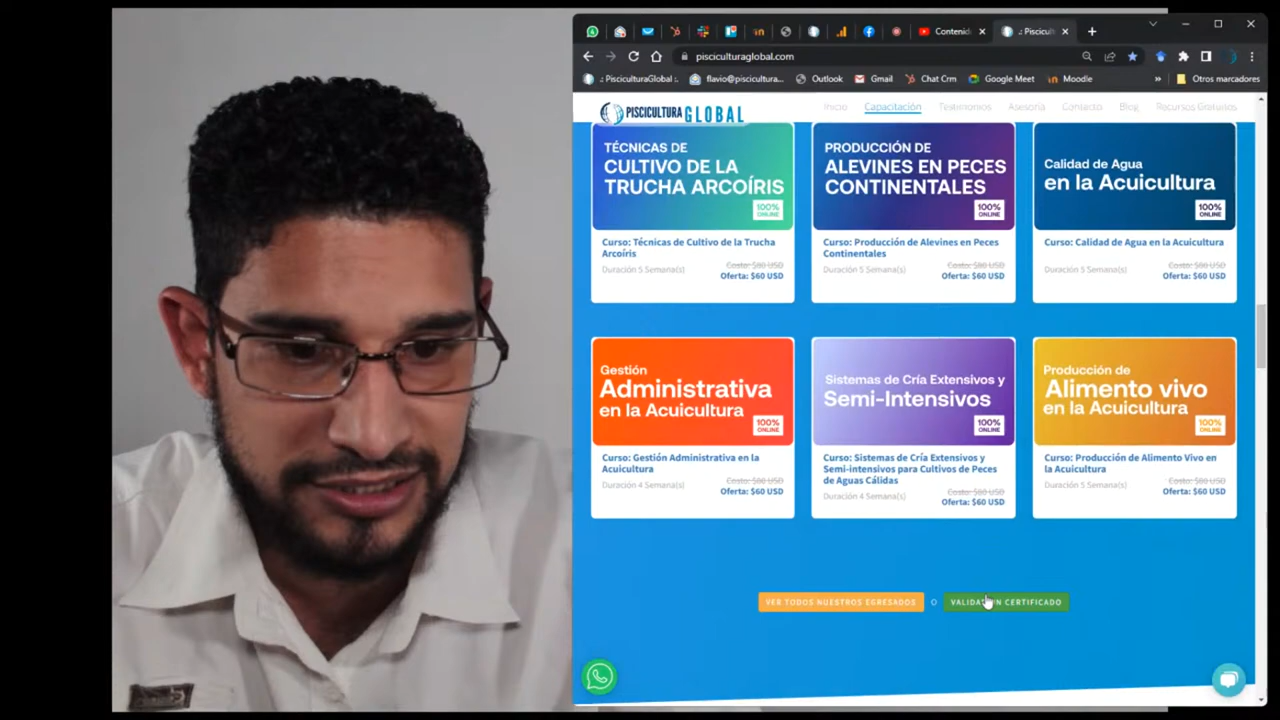 Contenid
.: Piscicult
pisciculturaglobal.com
.: PisciculturaGlobal :.
flavio@piscicultura...
Outlook
Gmail
Chat Crm
Google Meet
Moodle
»
Otros marcadores
PISCICULTURA GLOBAL
Inicio
Capacitación
Testimonios
Asesoría
Contacto
Blog
Recursos Gratuitos
TÉCNICAS DE
CULTIVO DE LA
TRUCHA ARCOÍRIS
100%
ONLINE
Curso: Técnicas de Cultivo de la Trucha
Arcoíris
Duración 5 Semana(s)
Costo: $80 USD
Oferta: $60 USD
PRODUCCIÓN DE
ALEVINES EN PECES
CONTINENTALES
100%
ONLINE
Curso: Producción de Alevines en Peces
Continentales
Duración 5 Semana(s)
Costo: $80 USD
Oferta: $60 USD
Calidad de Agua
en la Acuicultura
100%
ONLINE
Curso: Calidad de Agua en la Acuicultura
Duración 5 Semana(s)
Costo: $80 USD
Oferta: $60 USD
Gestión
Administrativa
en la Acuicultura
100%
ONLINE
Curso: Gestión Administrativa en la
Acuicultura
Duración 4 Semana(s)
Costo: $80 USD
Oferta: $60 USD
Sistemas de Cría Extensivos y
Semi-Intensivos
100%
ONLINE
Curso: Sistemas de Cría Extensivos y
Semi-intensivos para Cultivos de Peces
de Aguas Cálidas
Duración 4 Semana(s)
Costo: $80 USD
Oferta: $60 USD
Producción de
Alimento vivo
en la Acuicultura
100%
ONLINE
Curso: Producción de Alimento Vivo en
la Acuicultura
Duración 5 Semana(s)
Costo: $80 USD
Oferta: $60 USD
VER TODOS NUESTROS EGRESADOS
O
VALIDAR UN CERTIFICADO